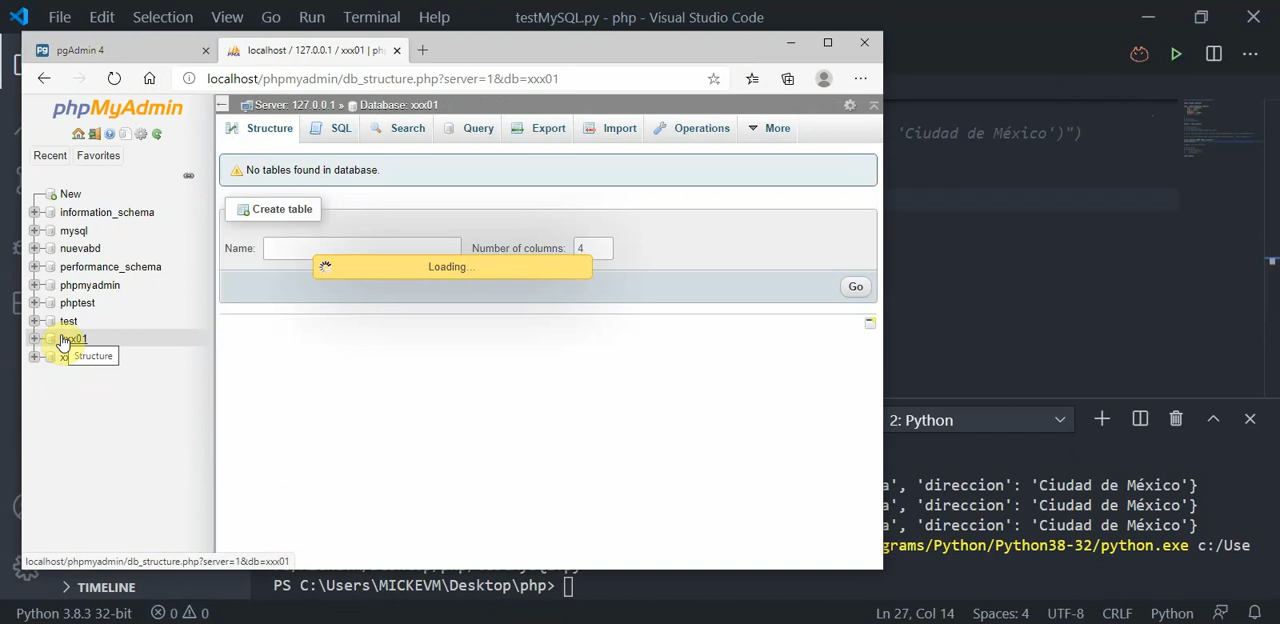 File Edit Selection View Go Run Terminal Help testMySQL.py - php - Visual Studio Code
pgAdmin 4
localhost / 127.0.0.1 / xxx01 | ph
localhost/phpmyadmin/db_structure.php?server=1&db=xxx01
phpMyAdmin
Recent Favorites
New
information_schema
mysql
nuevabd
performance_schema
phpmyadmin
phptest
test
xxx01
Structure
Server: 127.0.0.1 » Database: xxx01
Structure SQL Search Query Export Import Operations More
No tables found in database.
Create table
Name: Number of columns: 4
Loading...
Go
localhost/phpmyadmin/db_structure.php?server=1&db=xxx01
'Ciudad de México')")
2: Python
a', 'direccion': 'Ciudad de México'}
a', 'direccion': 'Ciudad de México'}
a', 'direccion': 'Ciudad de México'}
grams/Python/Python38-32/python.exe c:/Use
PS C:\Users\MICKEVM\Desktop\php>
TIMELINE
Python 3.8.3 32-bit 0 0 Ln 27, Col 14 Spaces: 4 UTF-8 CRLF Python